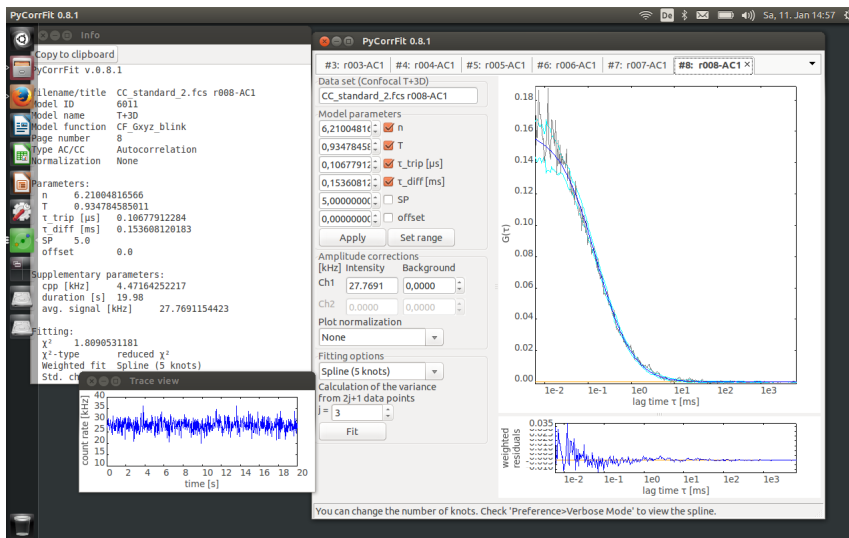 PyCorrFit 0.8.1
De
Sa, 11. Jan 14:57
Info
Copy to clipboard
PyCorrFit v.0.8.1
filename/title CC_standard_2.fcs r008-AC1
Model ID 6011
Model name T+3D
Model function CF_Gxyz_blink
Page number 8
Type AC/CC Autocorrelation
Normalization None
Parameters:
n 6.21004816566
T 0.934784585011
τ_trip [µs] 0.10677912284
τ_diff [ms] 0.153608120183
SP 5.0
offset 0.0
Supplementary parameters:
cpp [kHz] 4.47164252217
duration [s] 19.98
avg. signal [kHz] 27.7691154423
Fitting:
χ² 1.8090531181
χ²-type reduced χ²
Weighted fit Spline (5 knots)
Std. ch
Trace view
count rate [kHz]
40
35
30
25
20
15
10
0 2 4 6 8 10 12 14 16 18 20
time [s]
PyCorrFit 0.8.1
#3: r003-AC1 #4: r004-AC1 #5: r005-AC1 #6: r006-AC1 #7: r007-AC1 #8: r008-AC1
Data set (Confocal T+3D)
CC_standard_2.fcs r008-AC1
Model parameters
n
0,9347845 T
0,1067791 τ_trip [µs]
0,1536081 τ_diff [ms]
5,0000000 SP
0,0000000 offset
Apply Set range
Amplitude corrections
[kHz] Intensity Background
Ch1 27.7691 0,0000
Ch2 0.0000 0,0000
Plot normalization
None
Fitting options
Spline (5 knots)
Calculation of the variance
from 2j+1 data points
j = 3
Fit
G(τ)
0.18
0.16
0.14
0.12
0.10
0.08
0.06
0.04
0.02
0.00
1e-2 1e-1 1e0 1e1 1e2 1e3
lag time τ [ms]
weighted
residuals
0.035
1e-2 1e-1 1e0 1e1 1e2 1e3
lag time τ [ms]
You can change the number of knots. Check 'Preference>Verbose Mode' to view the spline.